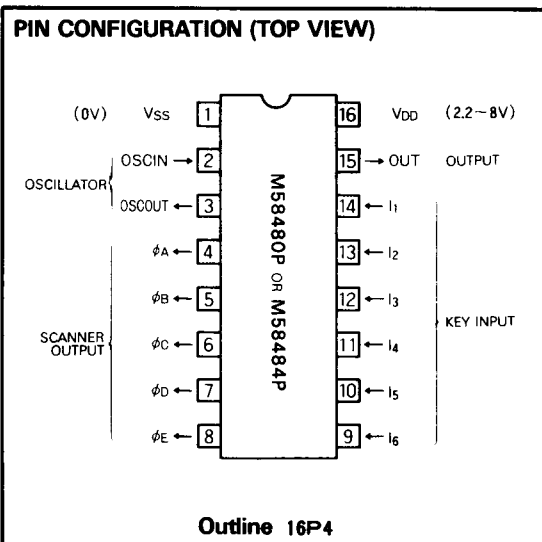 PIN CONFIGURATION (TOP VIEW)
(0V) VSS 1 16 VDD (2.2~8V)
OSCIN → 2 15 → OUT OUTPUT
OSCILLATOR
OSCOUT ← 3 14 ← I1
φA ← 4 13 ← I2
φB ← 5 12 ← I3
SCANNER OUTPUT
KEY INPUT
φC ← 6 11 ← I4
φD ← 7 10 ← I5
φE ← 8 9 ← I6
M58480P OR M58484P
Outline 16P4